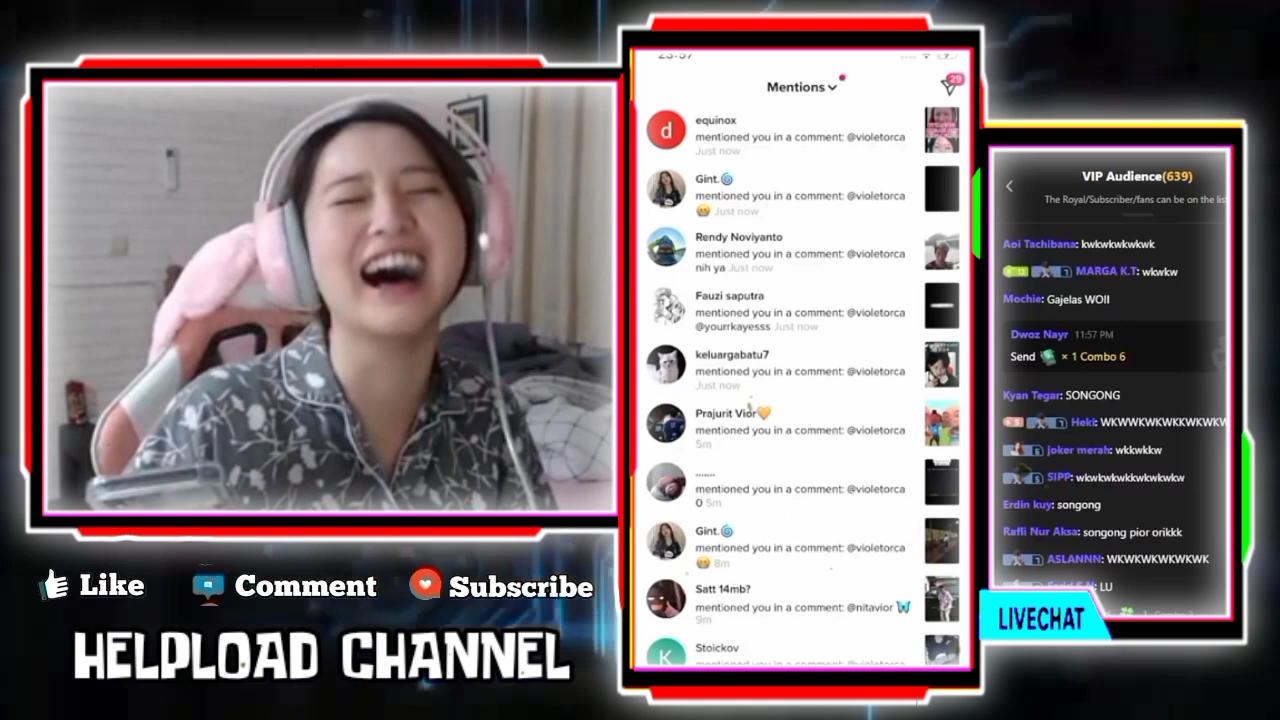 Like
Comment
Subscribe
HELPLOAD CHANNEL
23:57
Mentions
29
d
equinox
mentioned you in a comment: @violetorca
Just now
Gint.🌀
mentioned you in a comment: @violetorca
😁 Just now
Rendy Noviyanto
mentioned you in a comment: @violetorca
nih ya Just now
Fauzi saputra
mentioned you in a comment: @violetorca
@yourrkayesss Just now
keluargabatu7
mentioned you in a comment: @violetorca
Just now
Prajurit Vior💛
mentioned you in a comment: @violetorca
5m
.......
mentioned you in a comment: @violetorca
0 5m
Gint.🌀
mentioned you in a comment: @violetorca
😁 8m
Satt 14mb?
mentioned you in a comment: @nitavior 🦋
9m
K
Stoickov
mentioned you in a comment: @violetorca
VIP Audience(639)
The Royal/Subscriber/fans can be on the list
Aoi Tachibana: kwkwkwkwkwk
MARGA K.T: wkwkw
Mochie: Gajelas WOII
Dwoz Nayr 11:57 PM
Send × 1 Combo 6
Kyan Tegar: SONGONG
Heki: WKWWKWKWKKWKWKW
joker merah: wkkwkkw
SIPP: wkwkwkwkkwkwkwkw
Erdin kuy: songong
Rafli Nur Aksa: songong pior orikkk
ASLANNN: WKWKWKWKWKWK
: LU
LIVECHAT